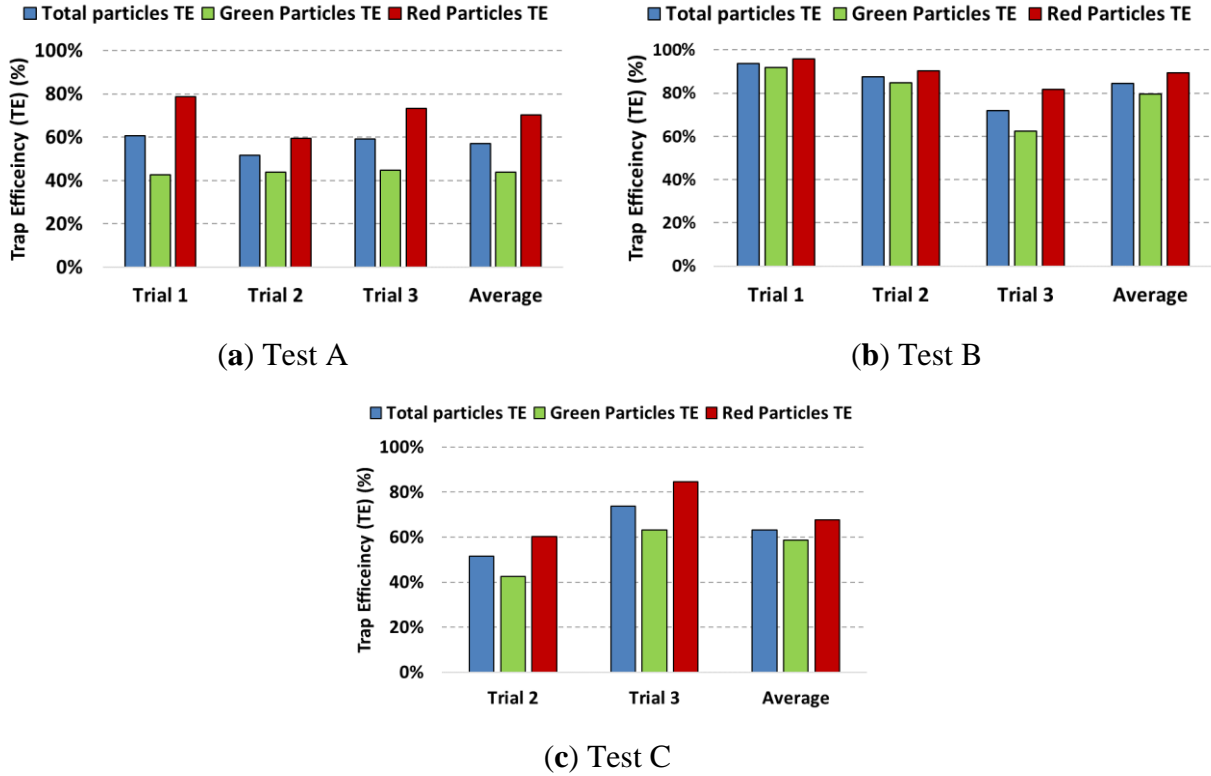 Total particles TE Green Particles TE Red Particles TE
100%
80%
60%
40%
20%
0%
Trap Efficeincy (TE) (%)
Trial 1 Trial 2 Trial 3 Average
(a) Test A
Total particles TE Green Particles TE Red Particles TE
100%
80%
60%
40%
20%
0%
Trap Efficeincy (TE) (%)
Trial 1 Trial 2 Trial 3 Average
(b) Test B
Total particles TE Green Particles TE Red Particles TE
100%
80%
60%
40%
20%
0%
Trap Efficeincy (TE) (%)
Trial 2 Trial 3 Average
(c) Test C